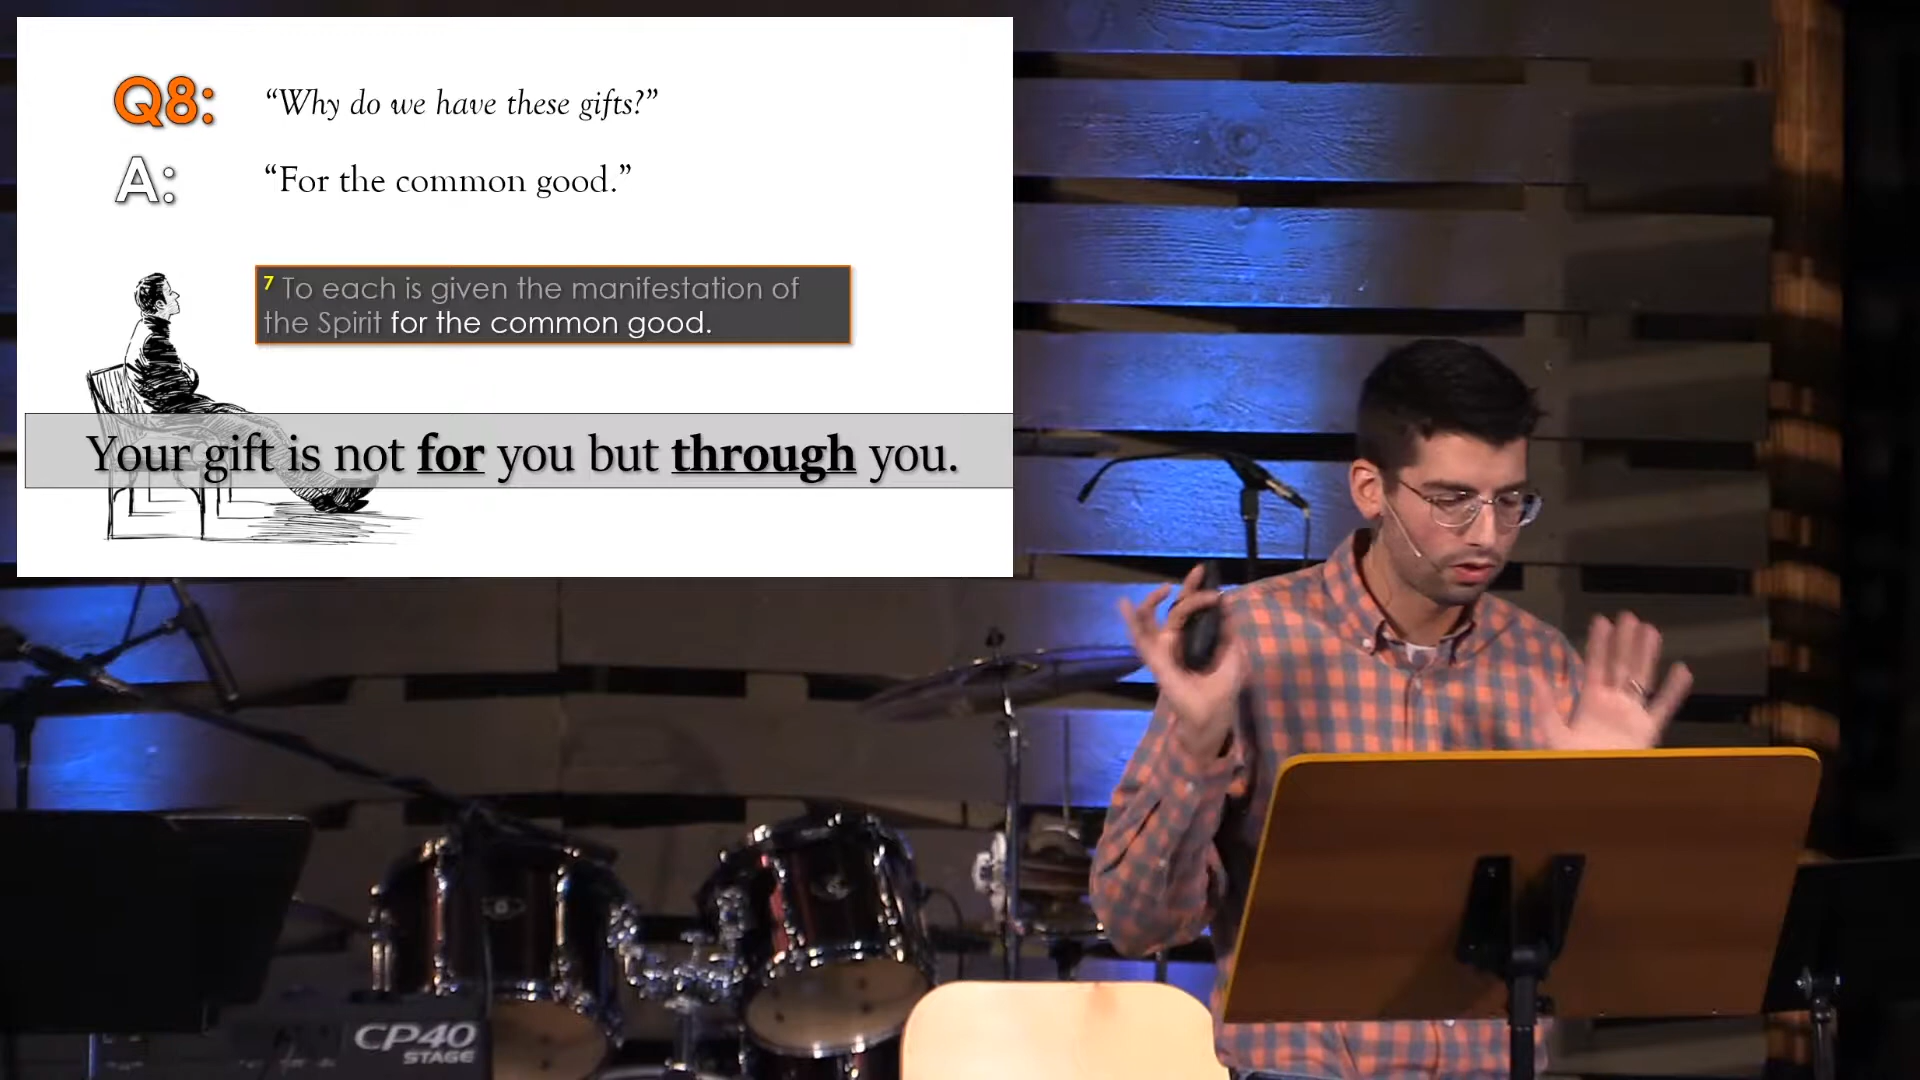 Q8: “Why do we have these gifts?”
A: “For the common good.”
7 To each is given the manifestation of
the Spirit for the common good.
Your gift is not for you but through you.
CP40
STAGE